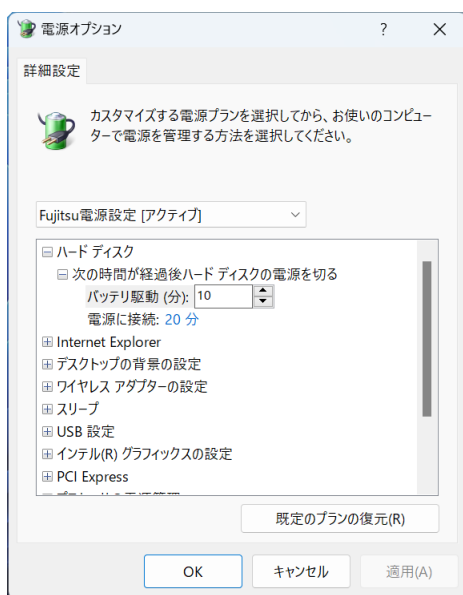 電源オプション
詳細設定
カスタマイズする電源プランを選択してから、お使いのコンピュー
ターで電源を管理する方法を選択してください。
Fujitsu電源設定 [アクティブ]
ハード ディスク
次の時間が経過後ハード ディスクの電源を切る
バッテリ駆動 (分): 10
電源に接続: 20 分
Internet Explorer
デスクトップの背景の設定
ワイヤレス アダプターの設定
スリープ
USB 設定
インテル(R) グラフィックスの設定
PCI Express
既定のプランの復元(R)
OK キャンセル 適用(A)